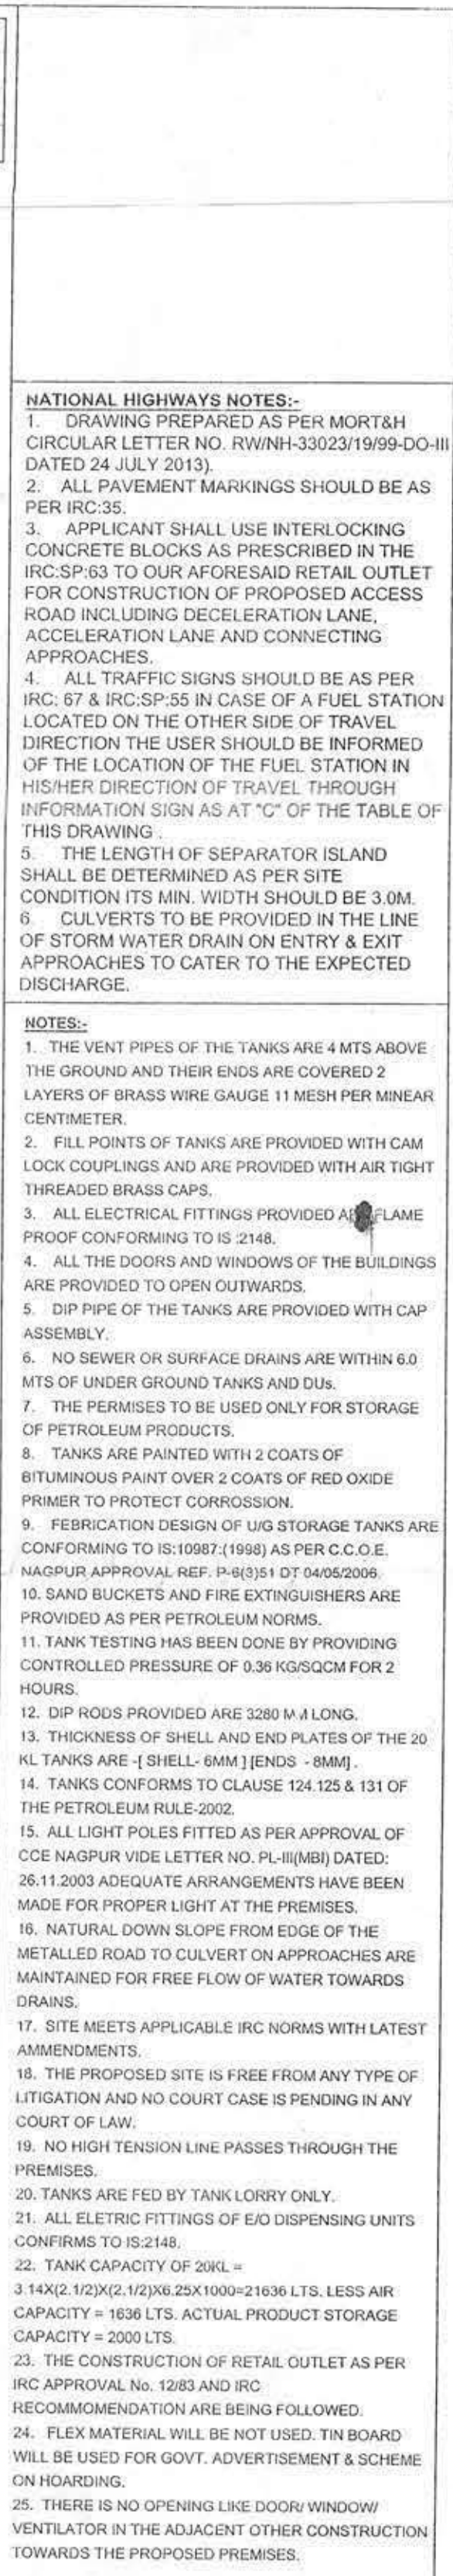 NATIONAL HIGHWAYS NOTES:-
1. DRAWING PREPARED AS PER MORT&H
CIRCULAR LETTER NO. RW/NH-33023/19/99-DO-III
DATED 24 JULY 2013).
2. ALL PAVEMENT MARKINGS SHOULD BE AS
PER IRC:35.
3. APPLICANT SHALL USE INTERLOCKING
CONCRETE BLOCKS AS PRESCRIBED IN THE
IRC:SP:63 TO OUR AFORESAID RETAIL OUTLET
FOR CONSTRUCTION OF PROPOSED ACCESS
ROAD INCLUDING DECELERATION LANE,
ACCELERATION LANE AND CONNECTING
APPROACHES.
4. ALL TRAFFIC SIGNS SHOULD BE AS PER
IRC: 67 & IRC:SP:55 IN CASE OF A FUEL STATION
LOCATED ON THE OTHER SIDE OF TRAVEL
DIRECTION THE USER SHOULD BE INFORMED
OF THE LOCATION OF THE FUEL STATION IN
HIS/HER DIRECTION OF TRAVEL THROUGH
INFORMATION SIGN AS AT "C" OF THE TABLE OF
THIS DRAWING .
5. THE LENGTH OF SEPARATOR ISLAND
SHALL BE DETERMINED AS PER SITE
CONDITION ITS MIN. WIDTH SHOULD BE 3.0M.
6. CULVERTS TO BE PROVIDED IN THE LINE
OF STORM WATER DRAIN ON ENTRY & EXIT
APPROACHES TO CATER TO THE EXPECTED
DISCHARGE.
NOTES:-
1. THE VENT PIPES OF THE TANKS ARE 4 MTS ABOVE
THE GROUND AND THEIR ENDS ARE COVERED 2
LAYERS OF BRASS WIRE GAUGE 11 MESH PER MINEAR
CENTIMETER.
2. FILL POINTS OF TANKS ARE PROVIDED WITH CAM
LOCK COUPLINGS AND ARE PROVIDED WITH AIR TIGHT
THREADED BRASS CAPS.
3. ALL ELECTRICAL FITTINGS PROVIDED FLAME
PROOF CONFORMING TO IS :2148.
4. ALL THE DOORS AND WINDOWS OF THE BUILDINGS
ARE PROVIDED TO OPEN OUTWARDS.
5. DIP PIPE OF THE TANKS ARE PROVIDED WITH CAP
ASSEMBLY.
6. NO SEWER OR SURFACE DRAINS ARE WITHIN 6.0
MTS OF UNDER GROUND TANKS AND DUs.
7. THE PERMISES TO BE USED ONLY FOR STORAGE
OF PETROLEUM PRODUCTS.
8. TANKS ARE PAINTED WITH 2 COATS OF
BITUMINOUS PAINT OVER 2 COATS OF RED OXIDE
PRIMER TO PROTECT CORROSSION.
9. FEBRICATION DESIGN OF U/G STORAGE TANKS ARE
CONFORMING TO IS:10987:(1998) AS PER C.C.O.E.
NAGPUR APPROVAL REF. P-6(3)51 DT 04/05/2006.
10. SAND BUCKETS AND FIRE EXTINGUISHERS ARE
PROVIDED AS PER PETROLEUM NORMS.
11. TANK TESTING HAS BEEN DONE BY PROVIDING
CONTROLLED PRESSURE OF 0.36 KG/SQCM FOR 2
HOURS.
12. DIP RODS PROVIDED ARE 3280 MM LONG.
13. THICKNESS OF SHELL AND END PLATES OF THE 20
KL TANKS ARE -[ SHELL- 6MM ] [ENDS - 8MM] .
14. TANKS CONFORMS TO CLAUSE 124.125 & 131 OF
THE PETROLEUM RULE-2002.
15. ALL LIGHT POLES FITTED AS PER APPROVAL OF
CCE NAGPUR VIDE LETTER NO. PL-III(MBI) DATED:
26.11.2003 ADEQUATE ARRANGEMENTS HAVE BEEN
MADE FOR PROPER LIGHT AT THE PREMISES.
16. NATURAL DOWN SLOPE FROM EDGE OF THE
METALLED ROAD TO CULVERT ON APPROACHES ARE
MAINTAINED FOR FREE FLOW OF WATER TOWARDS
DRAINS.
17. SITE MEETS APPLICABLE IRC NORMS WITH LATEST
AMMENDMENTS.
18. THE PROPOSED SITE IS FREE FROM ANY TYPE OF
LITIGATION AND NO COURT CASE IS PENDING IN ANY
COURT OF LAW.
19. NO HIGH TENSION LINE PASSES THROUGH THE
PREMISES.
20. TANKS ARE FED BY TANK LORRY ONLY.
21. ALL ELETRIC FITTINGS OF E/O DISPENSING UNITS
CONFIRMS TO IS:2148.
22. TANK CAPACITY OF 20KL =
3.14X(2.1/2)X(2.1/2)X6.25X1000=21636 LTS. LESS AIR
CAPACITY = 1636 LTS. ACTUAL PRODUCT STORAGE
CAPACITY = 2000 LTS.
23. THE CONSTRUCTION OF RETAIL OUTLET AS PER
IRC APPROVAL No. 12/83 AND IRC
RECOMMOMENDATION ARE BEING FOLLOWED.
24. FLEX MATERIAL WILL BE NOT USED. TIN BOARD
WILL BE USED FOR GOVT. ADVERTISEMENT & SCHEME
ON HOARDING.
25. THERE IS NO OPENING LIKE DOOR/ WINDOW/
VENTILATOR IN THE ADJACENT OTHER CONSTRUCTION
TOWARDS THE PROPOSED PREMISES.